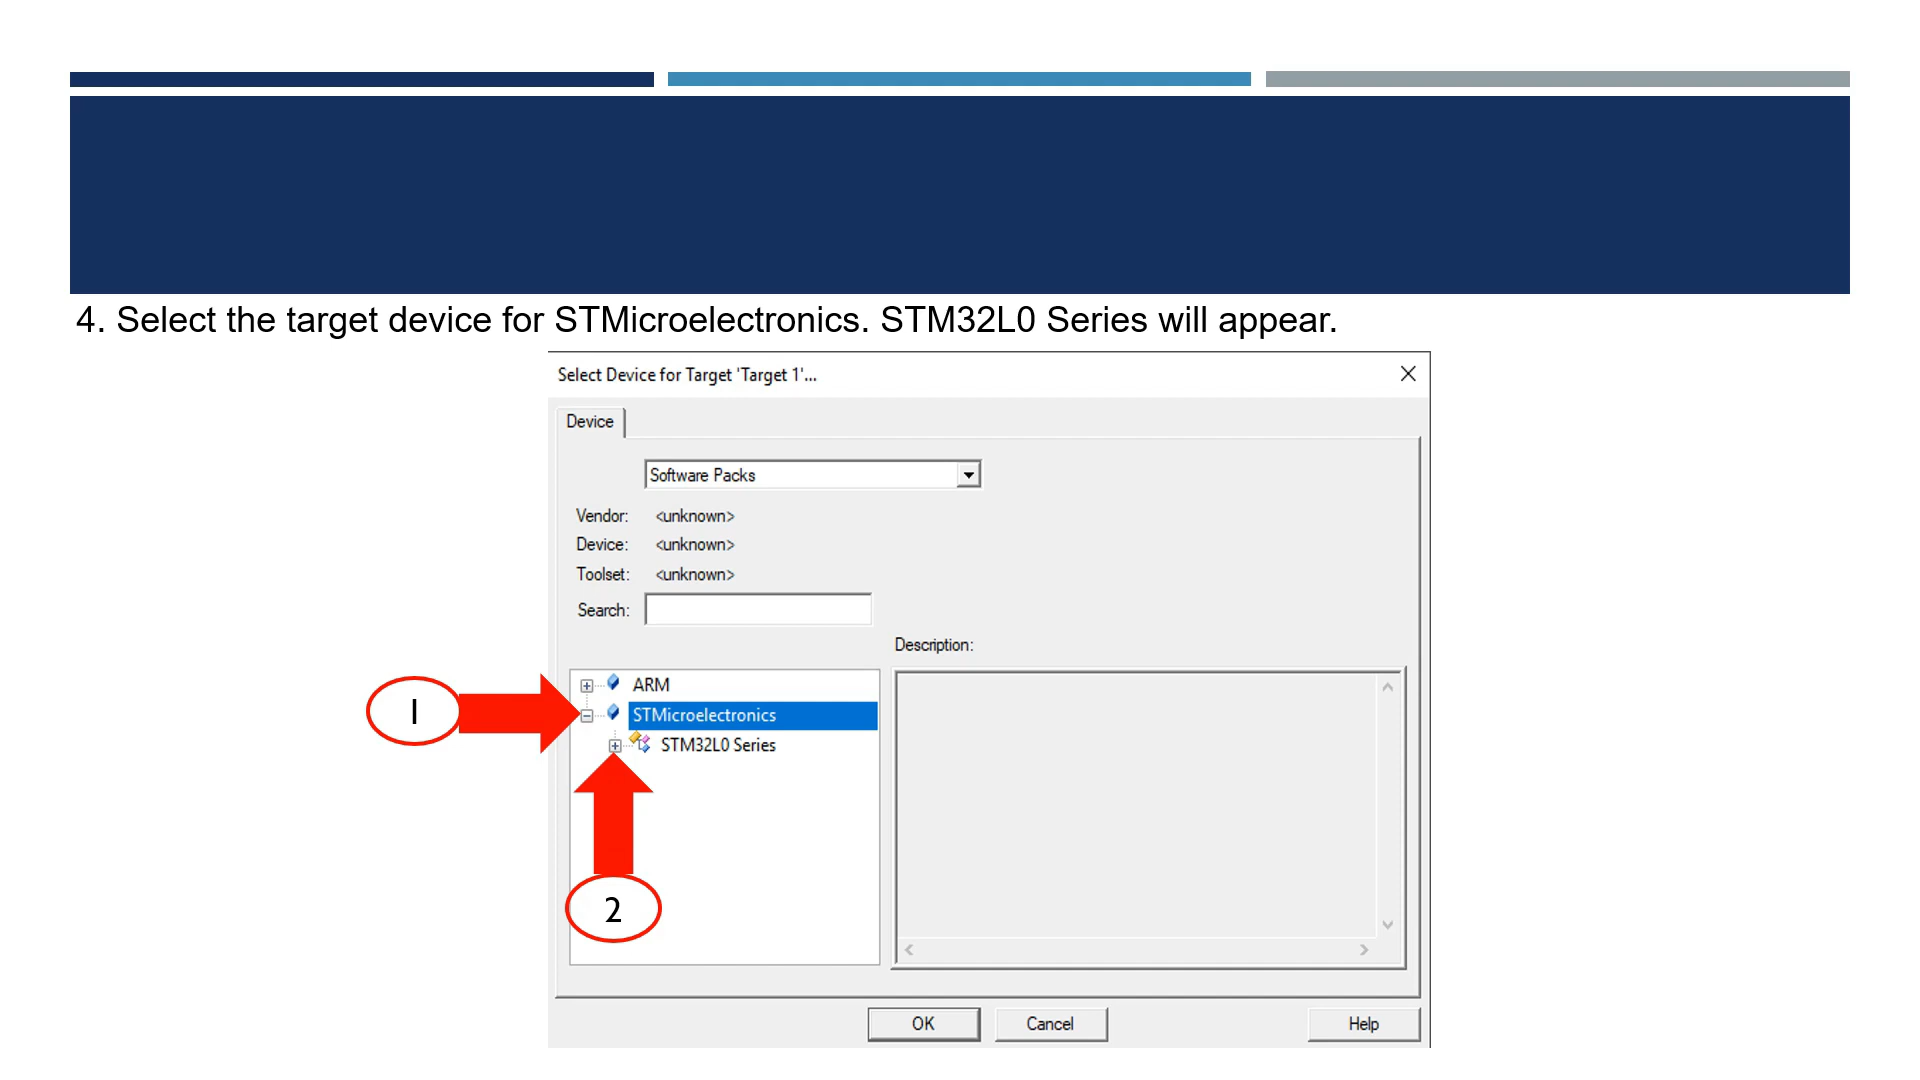 4. Select the target device for STMicroelectronics. STM32L0 Series will appear.
Select Device for Target 'Target 1'...
Device
Software Packs
Vendor: <unknown>
Device: <unknown>
Toolset: <unknown>
Search:
Description:
ARM
1
STMicroelectronics
STM32L0 Series
2
OK Cancel Help